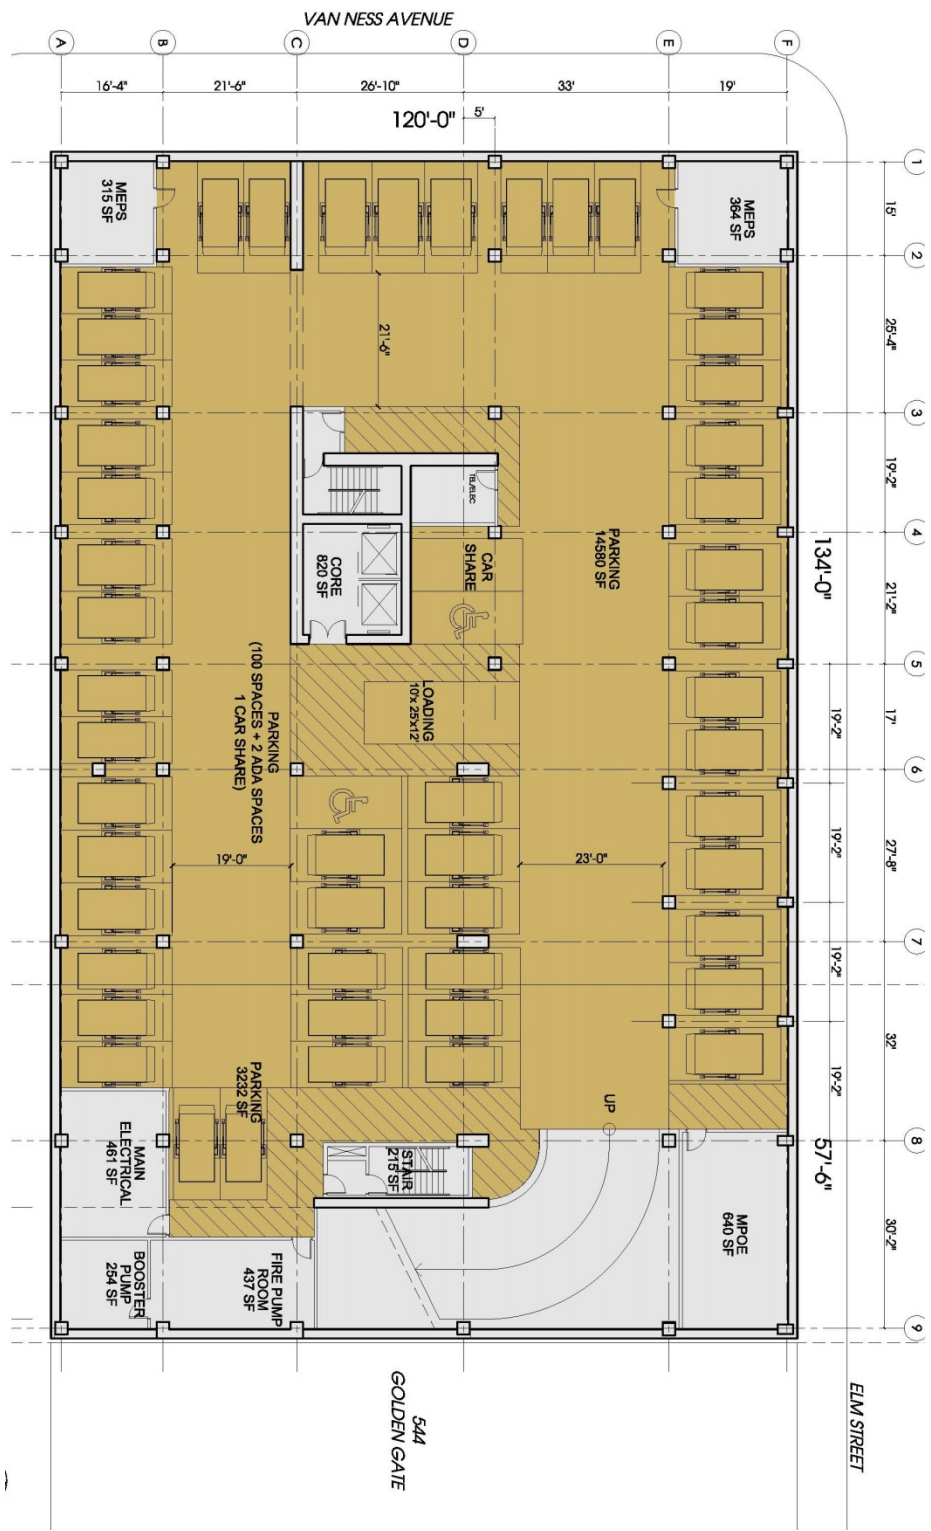 VAN NESS AVENUE
A
B
C
D
E
F
16'-4"
21'-6"
26'-10"
33'
19'
120'-0"
5'
1
2
3
4
5
6
7
8
9
15'
25'-4"
19'-2"
21'-2"
17'
27'-8"
32'
30'-2"
134'-0"
57'-6"
19'-2"
19'-2"
19'-2"
19'-2"
MEPS
315 SF
MEPS
364 SF
21'-6"
TEL/ELEC
CORE
820 SF
CAR
SHARE
PARKING
14580 SF
LOADING
10'x 25'x12'
PARKING
(100 SPACES + 2 ADA SPACES
1 CAR SHARE)
19'-0"
23'-0"
PARKING
3232 SF
UP
MAIN
ELECTRICAL
461 SF
STAIR
215 SF
MPOE
640 SF
BOOSTER
PUMP
254 SF
FIRE PUMP
ROOM
437 SF
544
GOLDEN GATE
ELM STREET